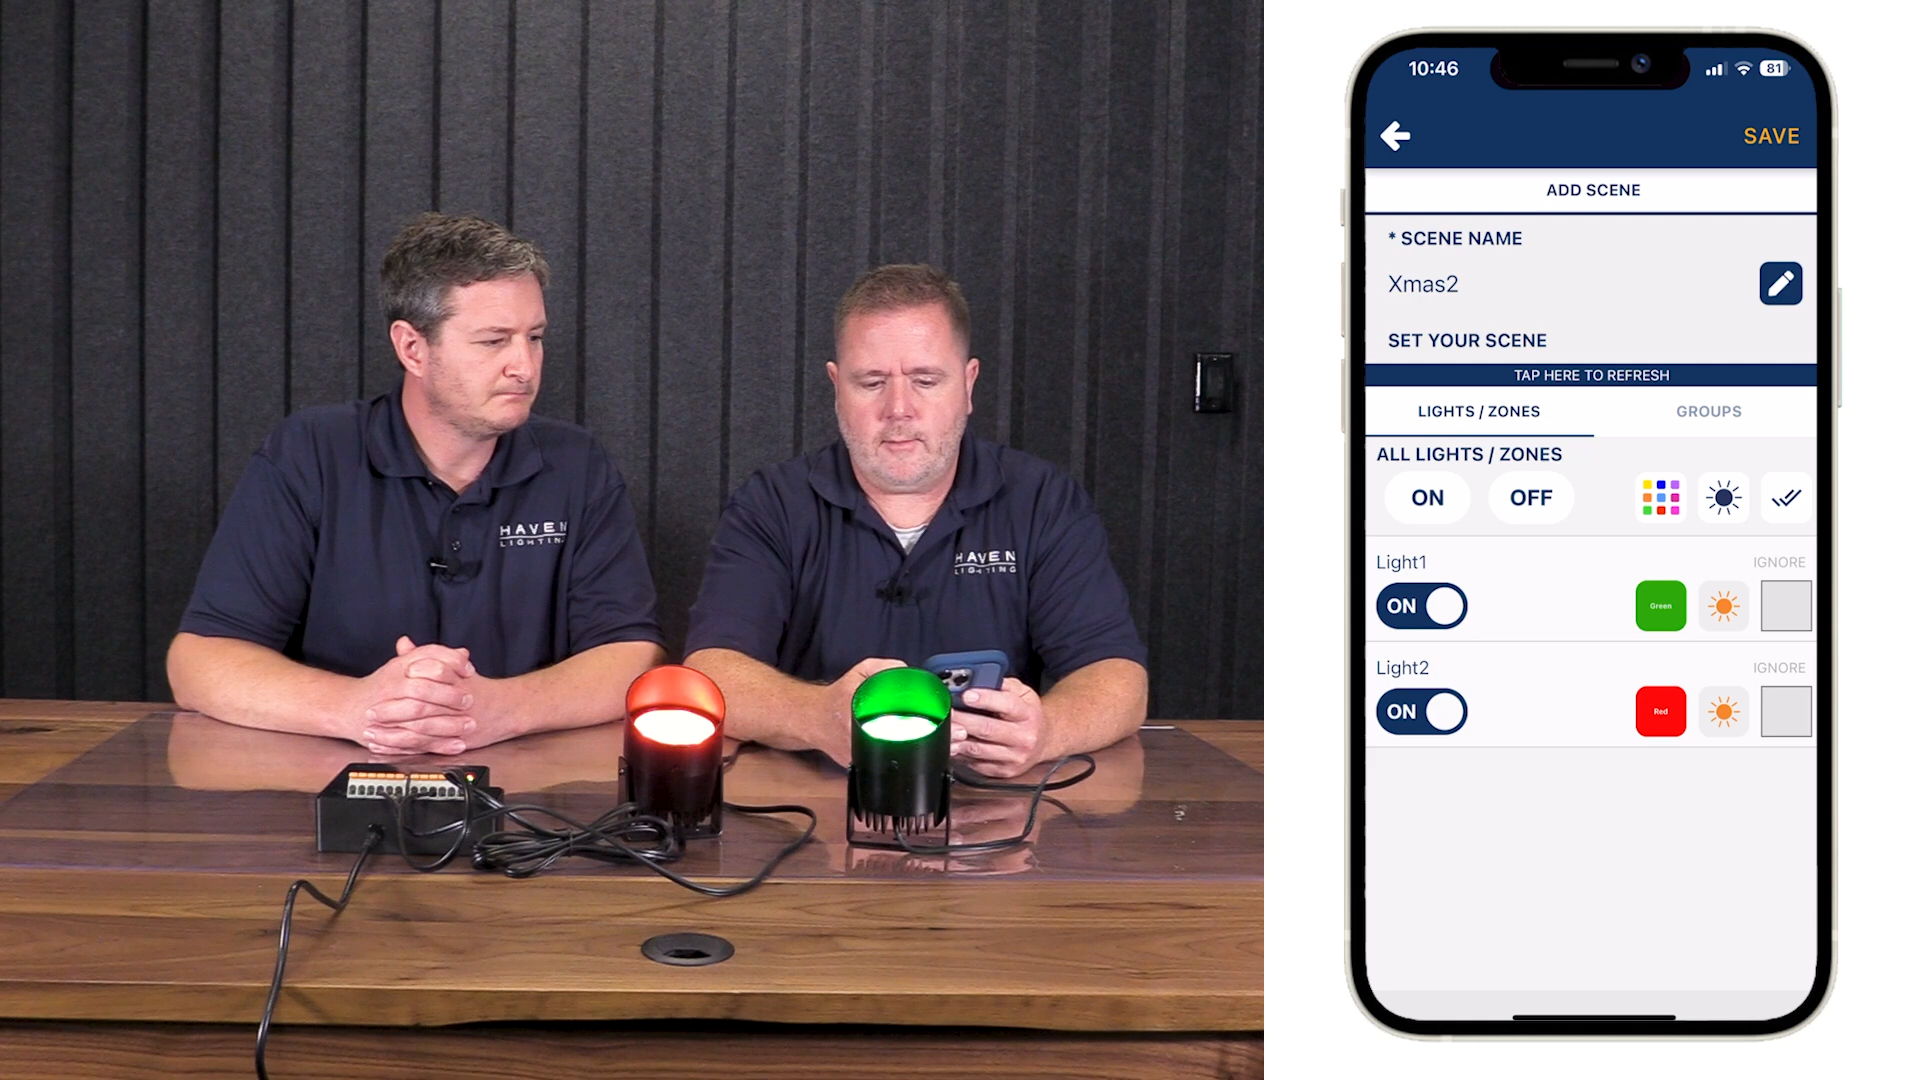 HAVEN
LIGHTING
HAVEN
LIGHTING
10:46
81
SAVE
ADD SCENE
* SCENE NAME
Xmas2
SET YOUR SCENE
TAP HERE TO REFRESH
LIGHTS / ZONES
GROUPS
ALL LIGHTS / ZONES
ON
OFF
Light1
IGNORE
ON
Green
Light2
IGNORE
ON
Red